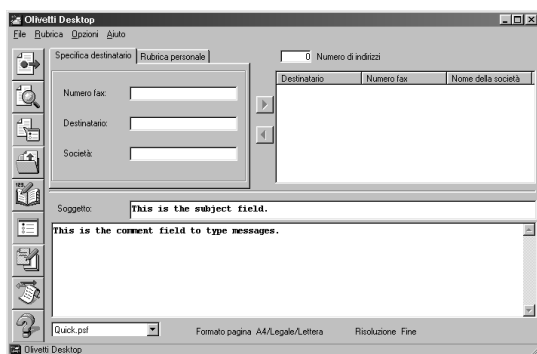 Olivetti Desktop
File Rubrica Opzioni Aiuto
Specifica destinatario Rubrica personale
0 Numero di indirizzi
Destinatario Numero fax Nome della società
Numero fax:
Destinatario:
Società:
123..
Soggetto: This is the subject field.
This is the comment field to type messages.
Quick.psf Formato pagina A4/Legale/Lettera Risoluzione Fine
Olivetti Desktop